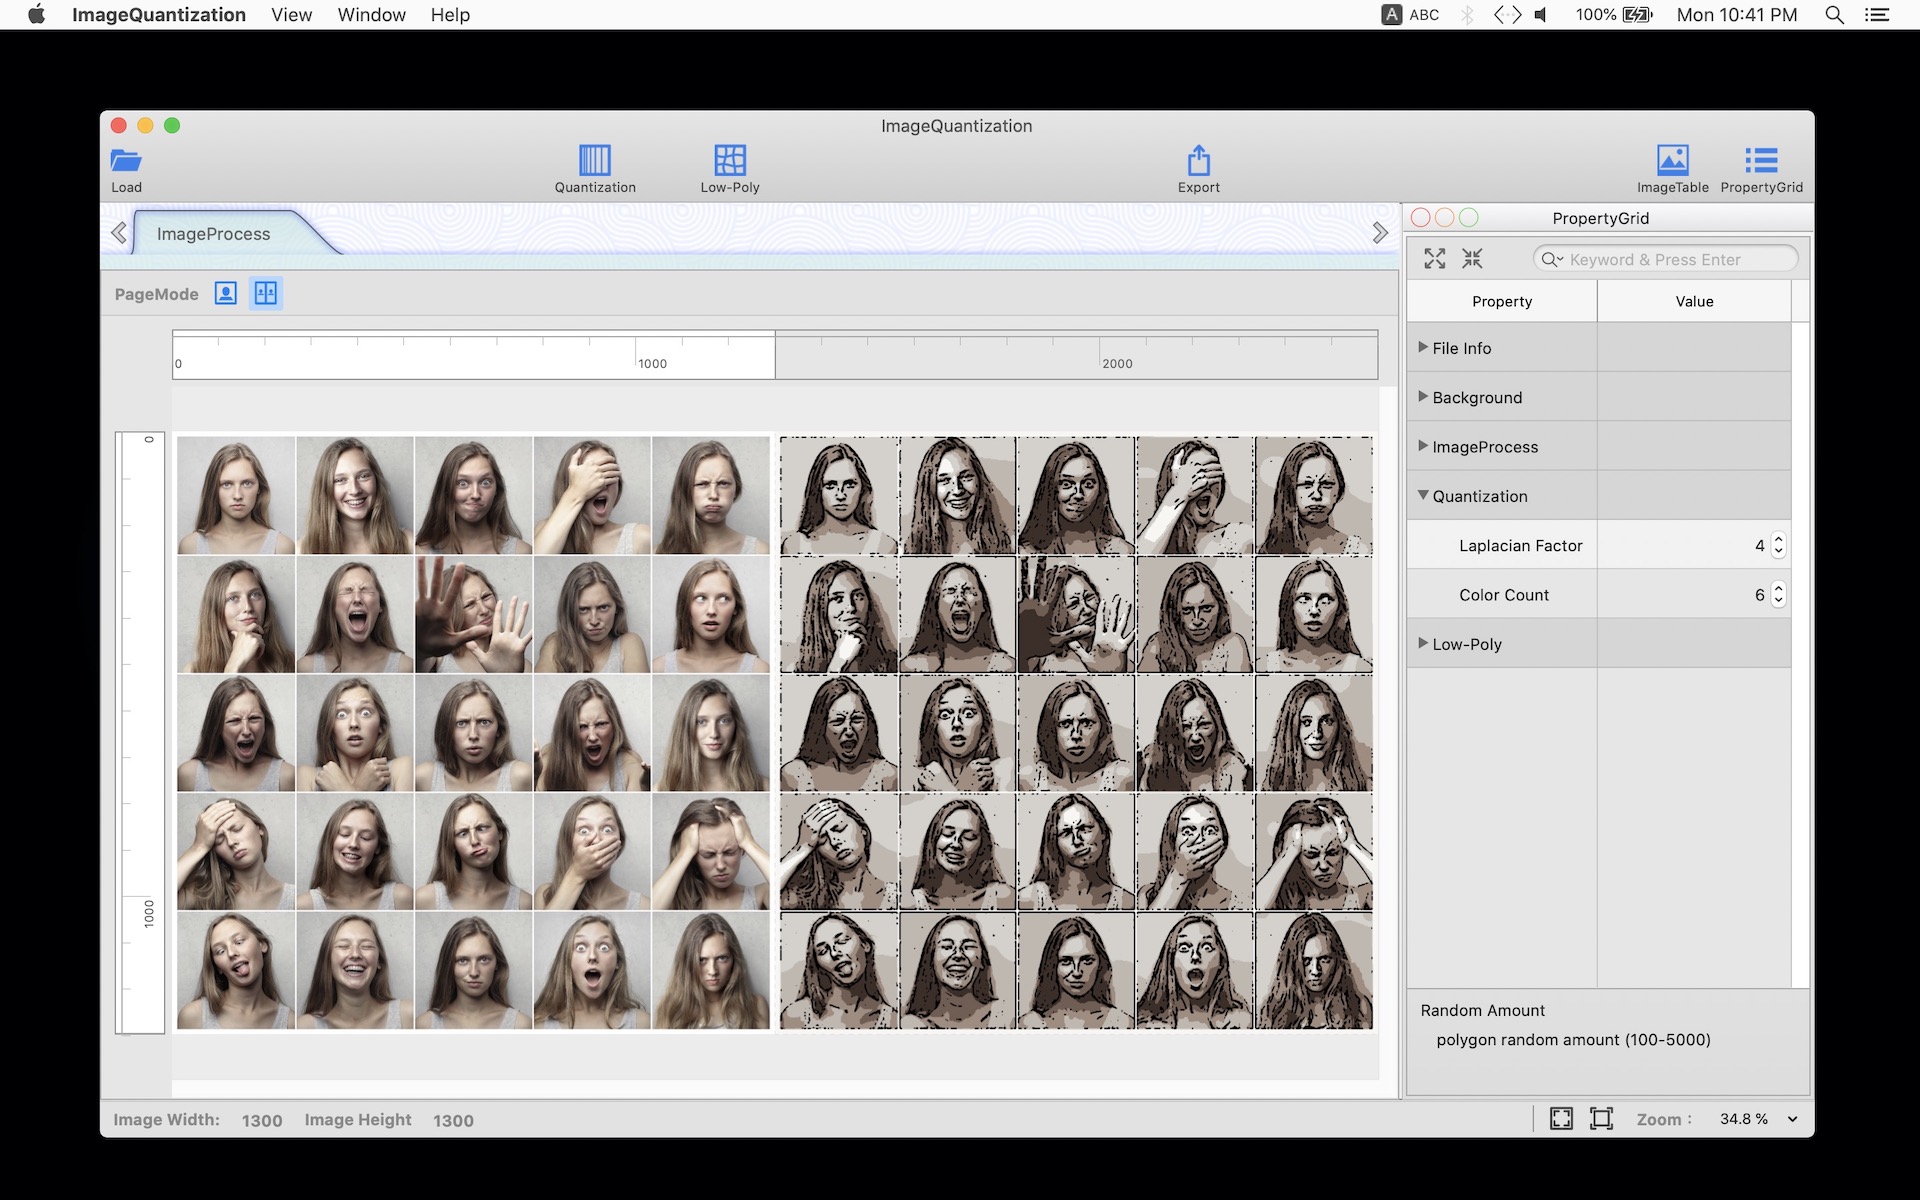 ImageQuantization View Window Help A ABC 100% Mon 10:41 PM
ImageQuantization
Load Quantization Low-Poly Export ImageTable PropertyGrid
ImageProcess
PropertyGrid
Keyword & Press Enter
PageMode
Property Value
0 1000 2000
File Info
Background
ImageProcess
Quantization
Laplacian Factor 4
Color Count 6
Low-Poly
0
1000
Random Amount
polygon random amount (100-5000)
Image Width: 1300 Image Height 1300
Zoom : 34.8 %